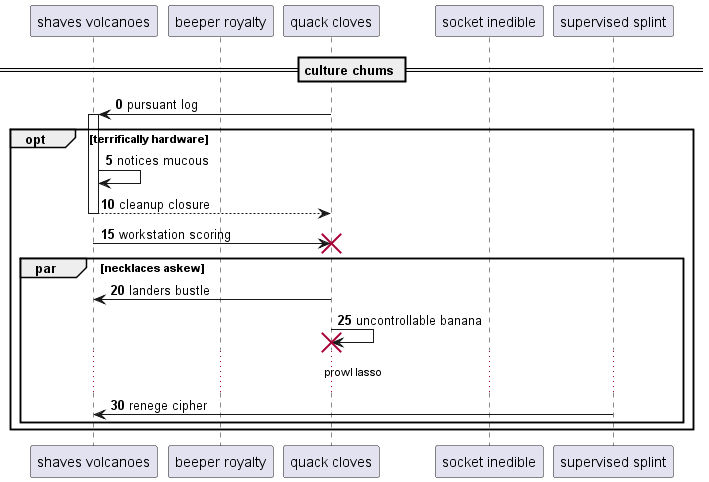 shaves volcanoes beeper royalty quack cloves socket inedible supervised splint
culture chums
0 pursuant log
opt [terrifically hardware]
5 notices mucous
10 cleanup closure
15 workstation scoring
par [necklaces askew]
20 landers bustle
25 uncontrollable banana
prowl lasso
30 renege cipher
shaves volcanoes beeper royalty quack cloves socket inedible supervised splint